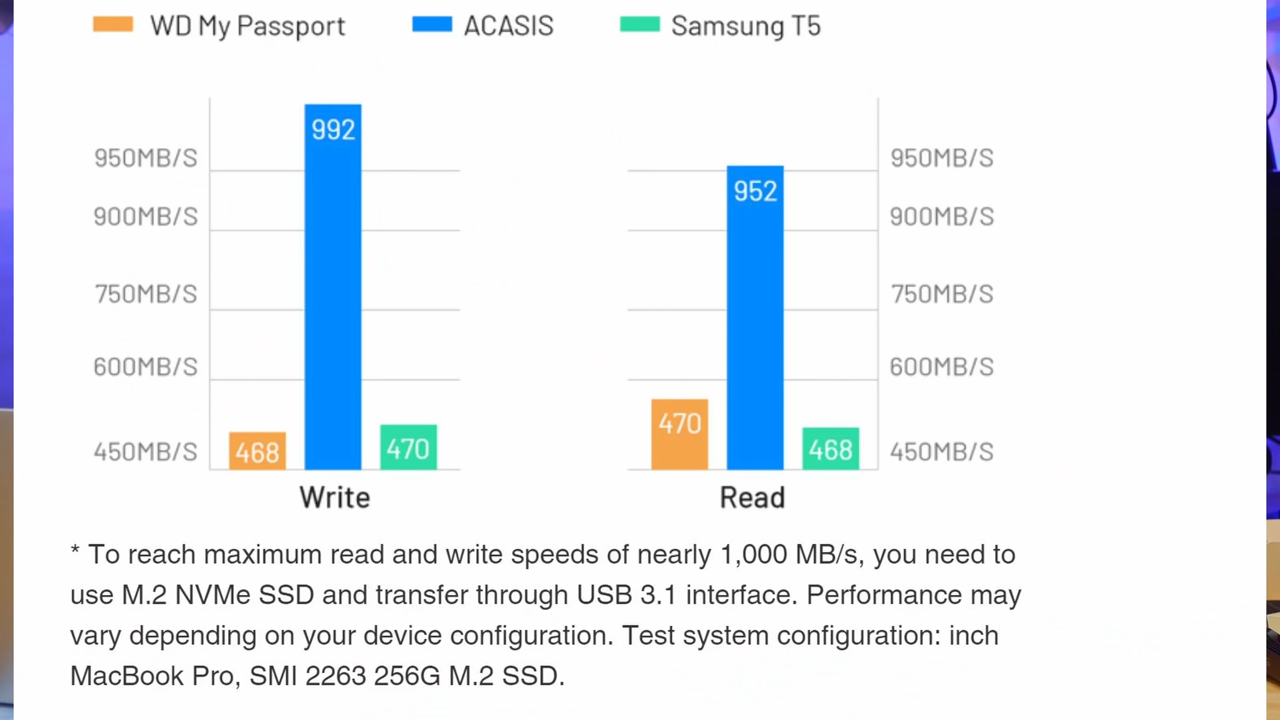 WD My Passport ACASIS Samsung T5
992
950MB/S
900MB/S
750MB/S
600MB/S
450MB/S
468
470
Write
952
950MB/S
900MB/S
750MB/S
600MB/S
450MB/S
470
468
Read
* To reach maximum read and write speeds of nearly 1,000 MB/s, you need to
use M.2 NVMe SSD and transfer through USB 3.1 interface. Performance may
vary depending on your device configuration. Test system configuration: inch
MacBook Pro, SMI 2263 256G M.2 SSD.